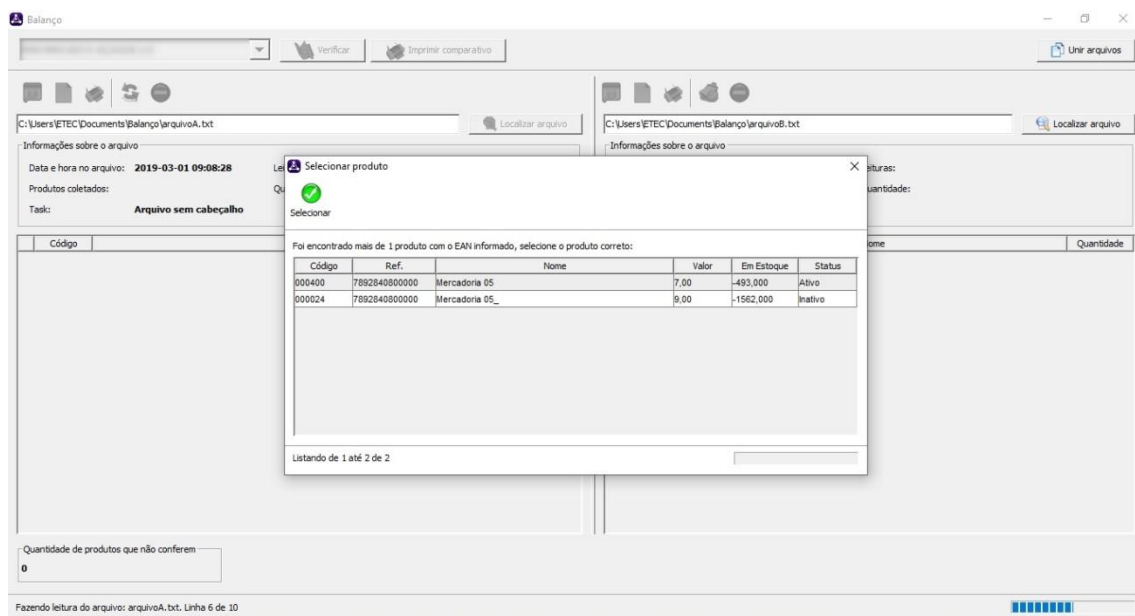 Balanço
Verificar
Imprimir comparativo
Unir arquivos
C:\Users\ETEC\Documents\Balanço\arquivoA.txt
Localizar arquivo
C:\Users\ETEC\Documents\Balanço\arquivoB.txt
Localizar arquivo
Informações sobre o arquivo
Data e hora no arquivo: 2019-03-01 09:08:28
Produtos coletados:
Task: Arquivo sem cabeçalho
Informações sobre o arquivo
Código
Quantidade
Selecionar produto
Selecionar
Foi encontrado mais de 1 produto com o EAN informado, selecione o produto correto:
Código Ref. Nome Valor Em Estoque Status
000400 7892840800000 Mercadoria 05 7,00 -493,000 Ativo
000024 7892840800000 Mercadoria 05_ 9,00 -1562,000 Inativo
Listando de 1 até 2 de 2
Quantidade de produtos que não conferem
0
Fazendo leitura do arquivo: arquivoA.txt. Linha 6 de 10